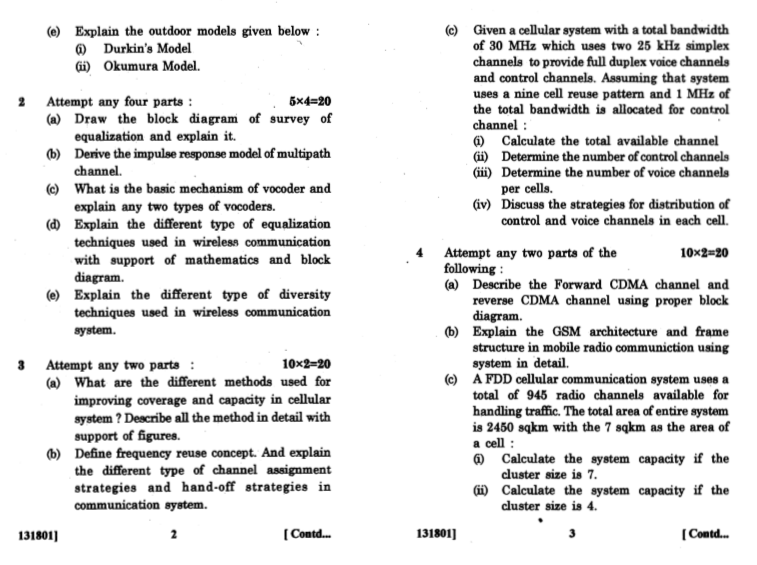 (e) Explain the outdoor models given below :
(i) Durkin's Model
(ii) Okumura Model.
2 Attempt any four parts : 5×4=20
(a) Draw the block diagram of survey of
equalization and explain it.
(b) Derive the impulse response model of multipath
channel.
(c) What is the basic mechanism of vocoder and
explain any two types of vocoders.
(d) Explain the different type of equalization
techniques used in wireless communication
with support of mathematics and block
diagram.
(e) Explain the different type of diversity
techniques used in wireless communication
system.
3 Attempt any two parts : 10×2=20
(a) What are the different methods used for
improving coverage and capacity in cellular
system ? Describe all the method in detail with
support of figures.
(b) Define frequency reuse concept. And explain
the different type of channel assignment
strategies and hand-off strategies in
communication system.
131801] 2 [ Contd...
(c) Given a cellular system with a total bandwidth
of 30 MHz which uses two 25 kHz simplex
channels to provide full duplex voice channels
and control channels. Assuming that system
uses a nine cell reuse pattern and 1 MHz of
the total bandwidth is allocated for control
channel :
(i) Calculate the total available channel
(ii) Determine the number of control channels
(iii) Determine the number of voice channels
per cells.
(iv) Discuss the strategies for distribution of
control and voice channels in each cell.
4 Attempt any two parts of the 10×2=20
following :
(a) Describe the Forward CDMA channel and
reverse CDMA channel using proper block
diagram.
(b) Explain the GSM architecture and frame
structure in mobile radio communiction using
system in detail.
(c) A FDD cellular communication system uses a
total of 945 radio channels available for
handling traffic. The total area of entire system
is 2450 sqkm with the 7 sqkm as the area of
a cell :
(i) Calculate the system capacity if the
cluster size is 7.
(ii) Calculate the system capacity if the
cluster size is 4.
131801] 3 [ Contd...